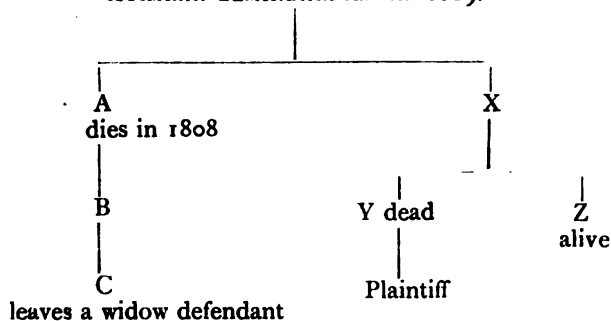 A X
dies in 1808
B Y dead Z
alive
C Plaintiff
leaves a widow defendant